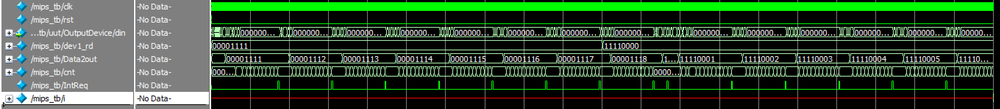 /mips_tb/clk -No Data-
/mips_tb/rst -No Data-
...tb/uut/OutputDevice/din -No Data- 000000... 000000... 000000... 000000... 000000... 000000... 000000... 000000... 000000... 000000... 000000... 000000... 000000... 00000...
/mips_tb/dev1_rd -No Data- 00001111 11110000
/mips_tb/Data2out -No Data- 00001111 00001112 00001113 00001114 00001115 00001116 00001117 00001118 1... 11110001 11110002 11110003 11110004 11110005 11110...
/mips_tb/cnt -No Data- 000... 0000...
/mips_tb/IntReq -No Data-
/mips_tb/i -No Data-